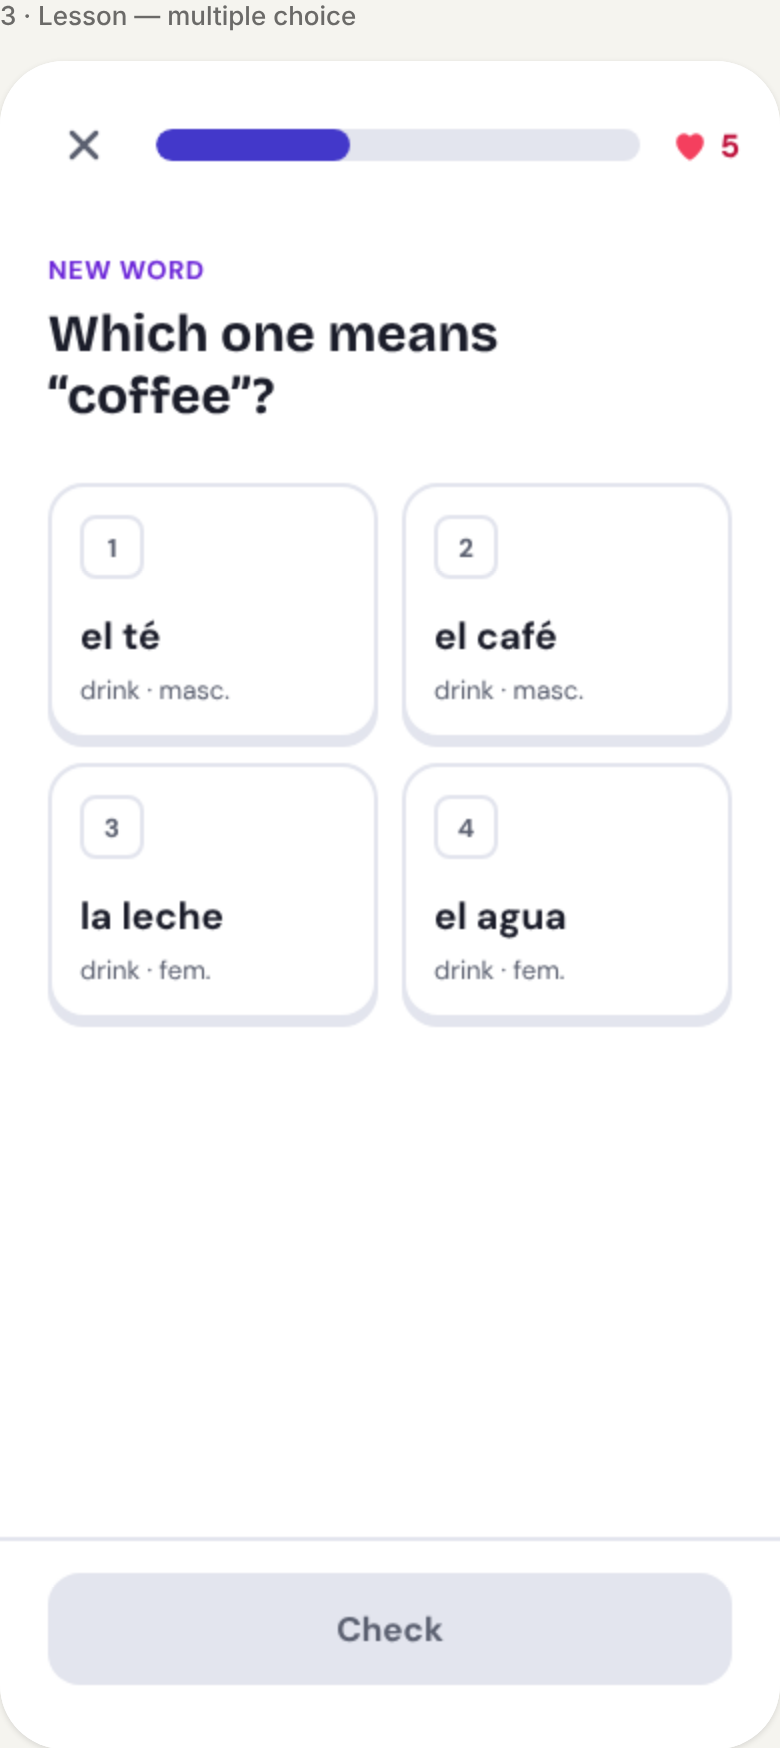 3 · Lesson — multiple choice
5
NEW WORD
Which one means
“coffee”?
1
el té
drink · masc.
2
el café
drink · masc.
3
la leche
drink · fem.
4
el agua
drink · fem.
Check